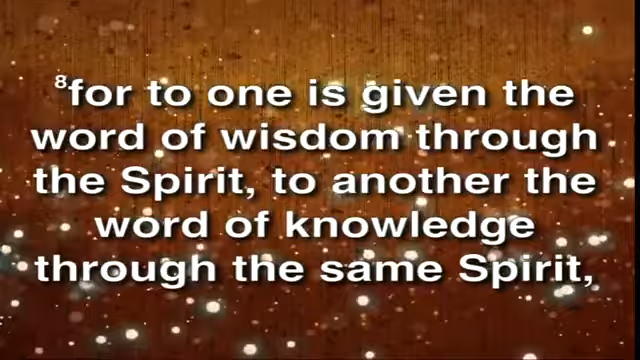 ⁸for to one is given the
word of wisdom through
the Spirit, to another the
word of knowledge
through the same Spirit,